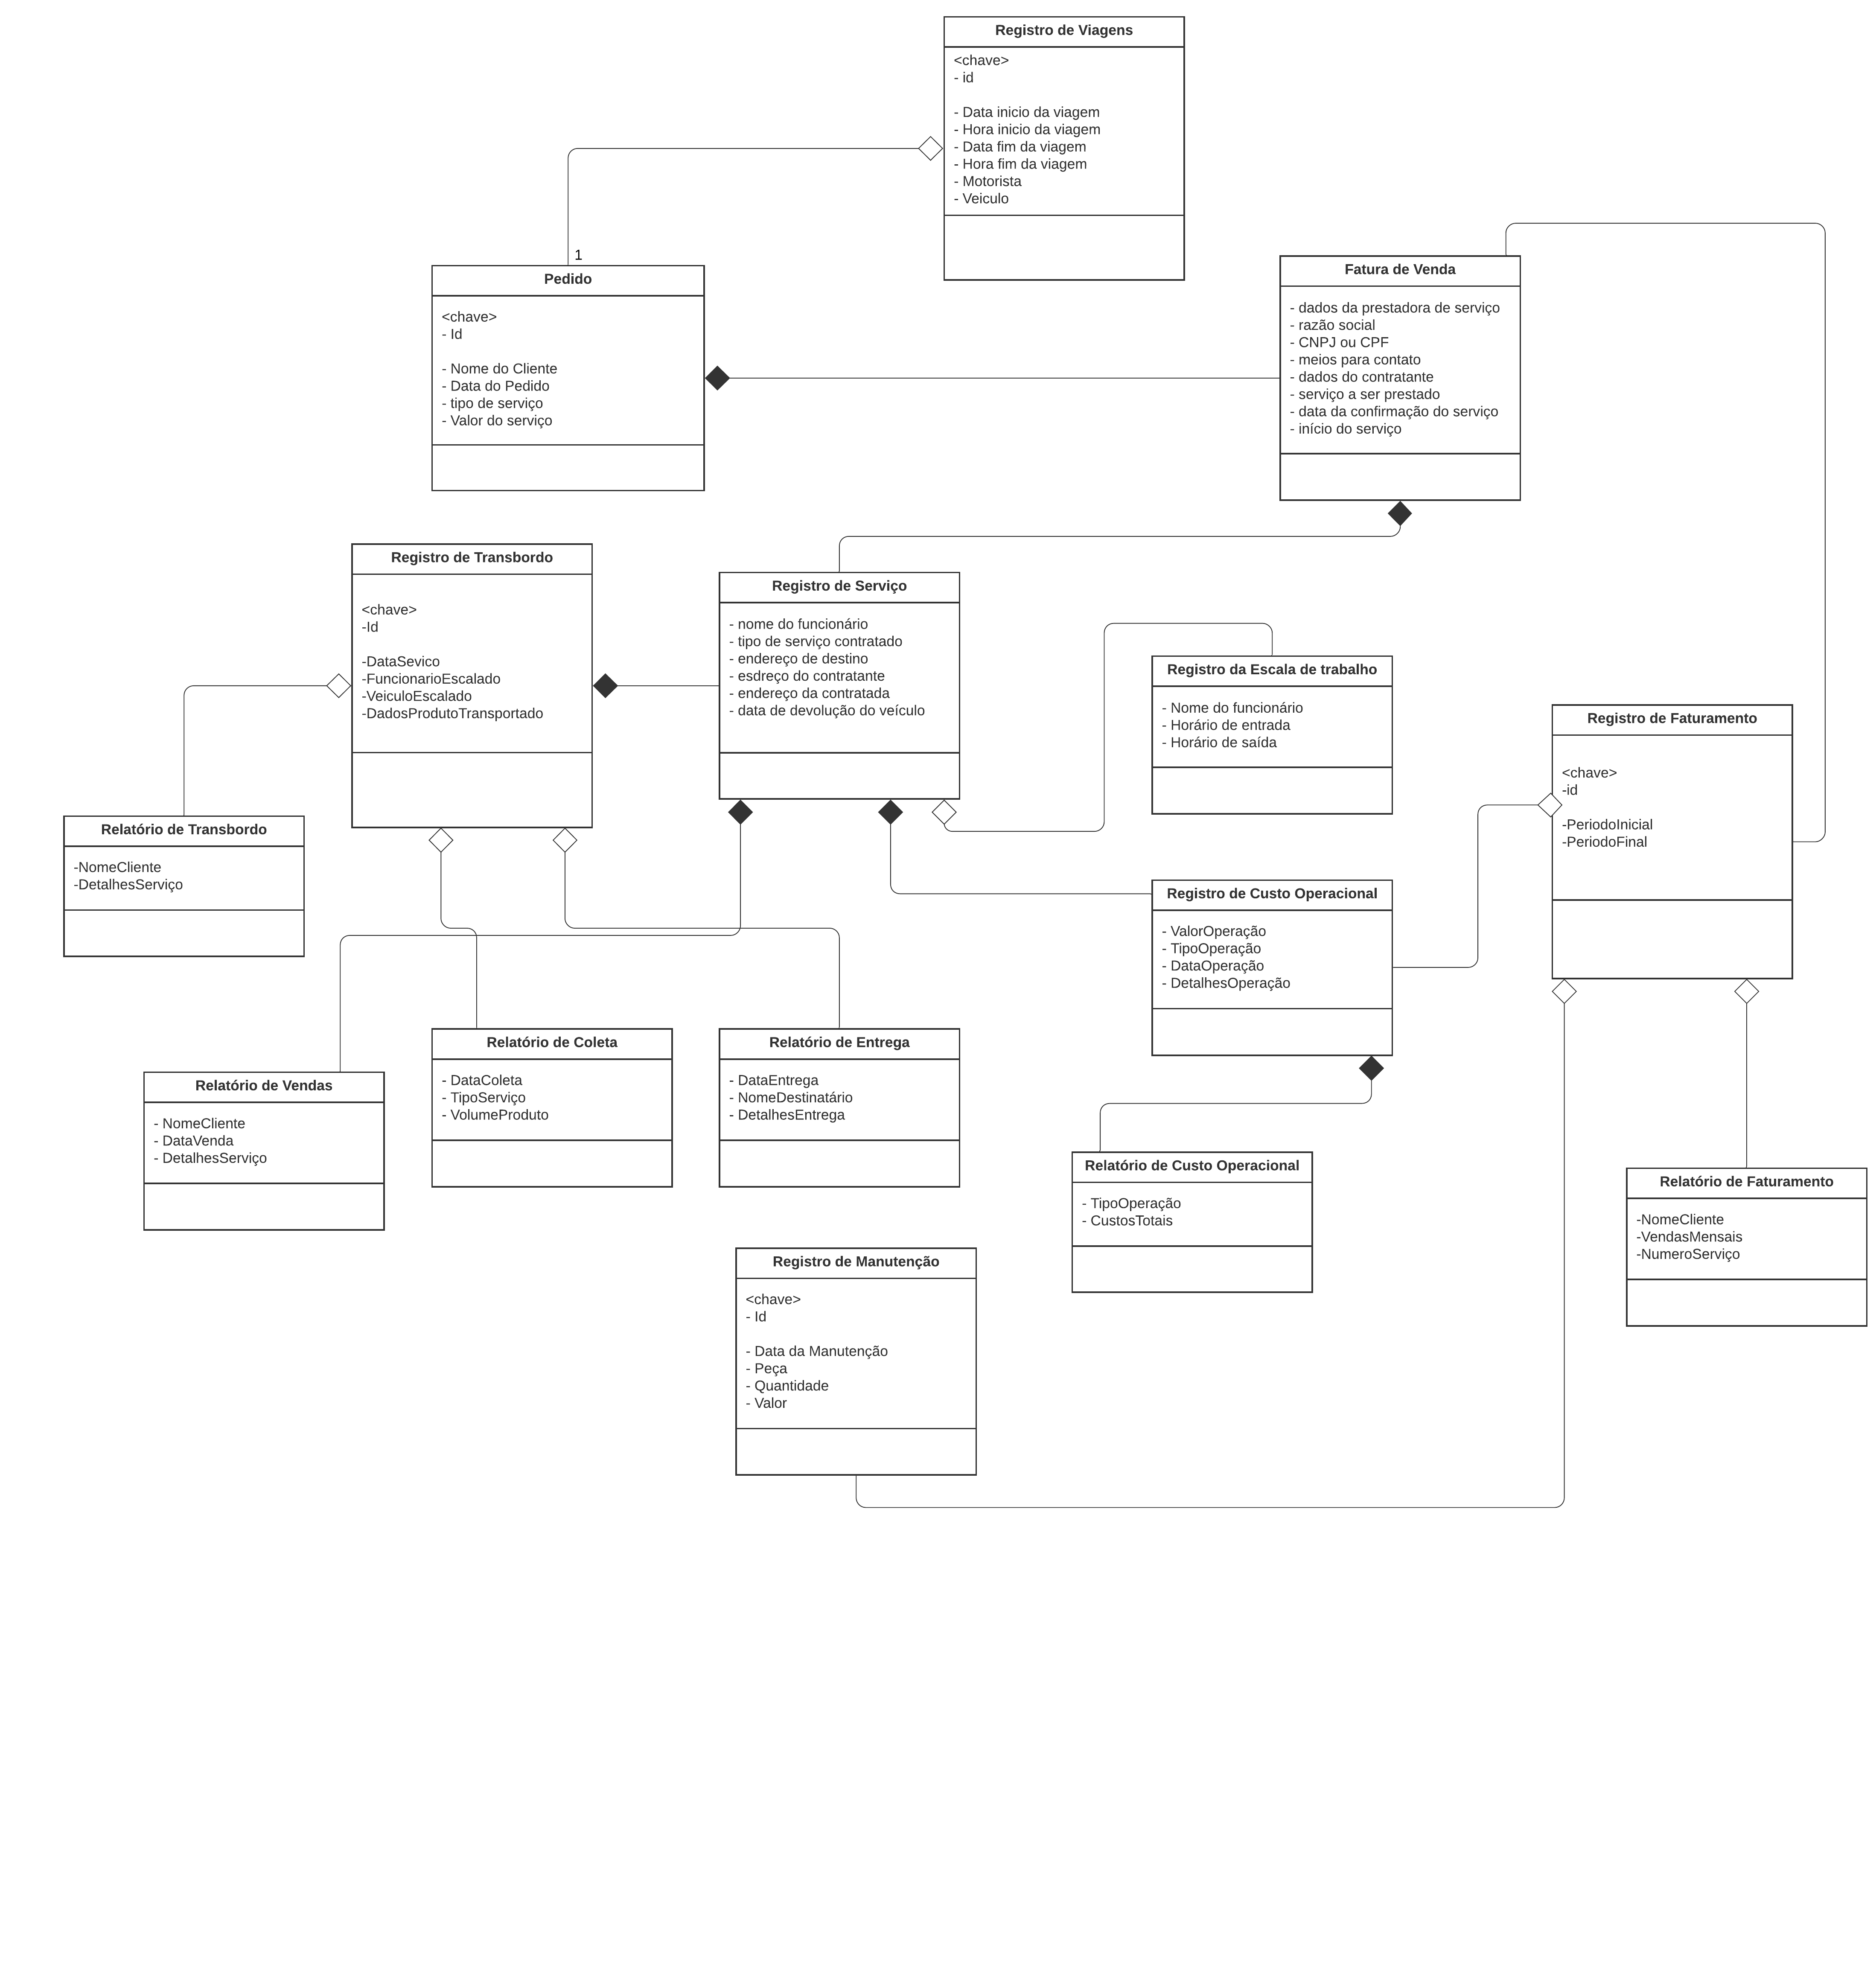 Registro de Viagens
<chave>
- id
- Data inicio da viagem
- Hora inicio da viagem
- Data fim da viagem
- Hora fim da viagem
- Motorista
- Veiculo
1
Pedido
<chave>
- Id
- Nome do Cliente
- Data do Pedido
- tipo de serviço
- Valor do serviço
Fatura de Venda
- dados da prestadora de serviço
- razão social
- CNPJ ou CPF
- meios para contato
- dados do contratante
- serviço a ser prestado
- data da confirmação do serviço
- início do serviço
Registro de Transbordo
<chave>
-Id
-DataSevico
-FuncionarioEscalado
-VeiculoEscalado
-DadosProdutoTransportado
Registro de Serviço
- nome do funcionário
- tipo de serviço contratado
- endereço de destino
- esdreço do contratante
- endereço da contratada
- data de devolução do veículo
Registro da Escala de trabalho
- Nome do funcionário
- Horário de entrada
- Horário de saída
Registro de Faturamento
<chave>
-id
-PeriodoInicial
-PeriodoFinal
Relatório de Transbordo
-NomeCliente
-DetalhesServiço
Registro de Custo Operacional
- ValorOperação
- TipoOperação
- DataOperação
- DetalhesOperação
Relatório de Vendas
- NomeCliente
- DataVenda
- DetalhesServiço
Relatório de Coleta
- DataColeta
- TipoServiço
- VolumeProduto
Relatório de Entrega
- DataEntrega
- NomeDestinatário
- DetalhesEntrega
Relatório de Custo Operacional
- TipoOperação
- CustosTotais
Relatório de Faturamento
-NomeCliente
-VendasMensais
-NumeroServiço
Registro de Manutenção
<chave>
- Id
- Data da Manutenção
- Peça
- Quantidade
- Valor